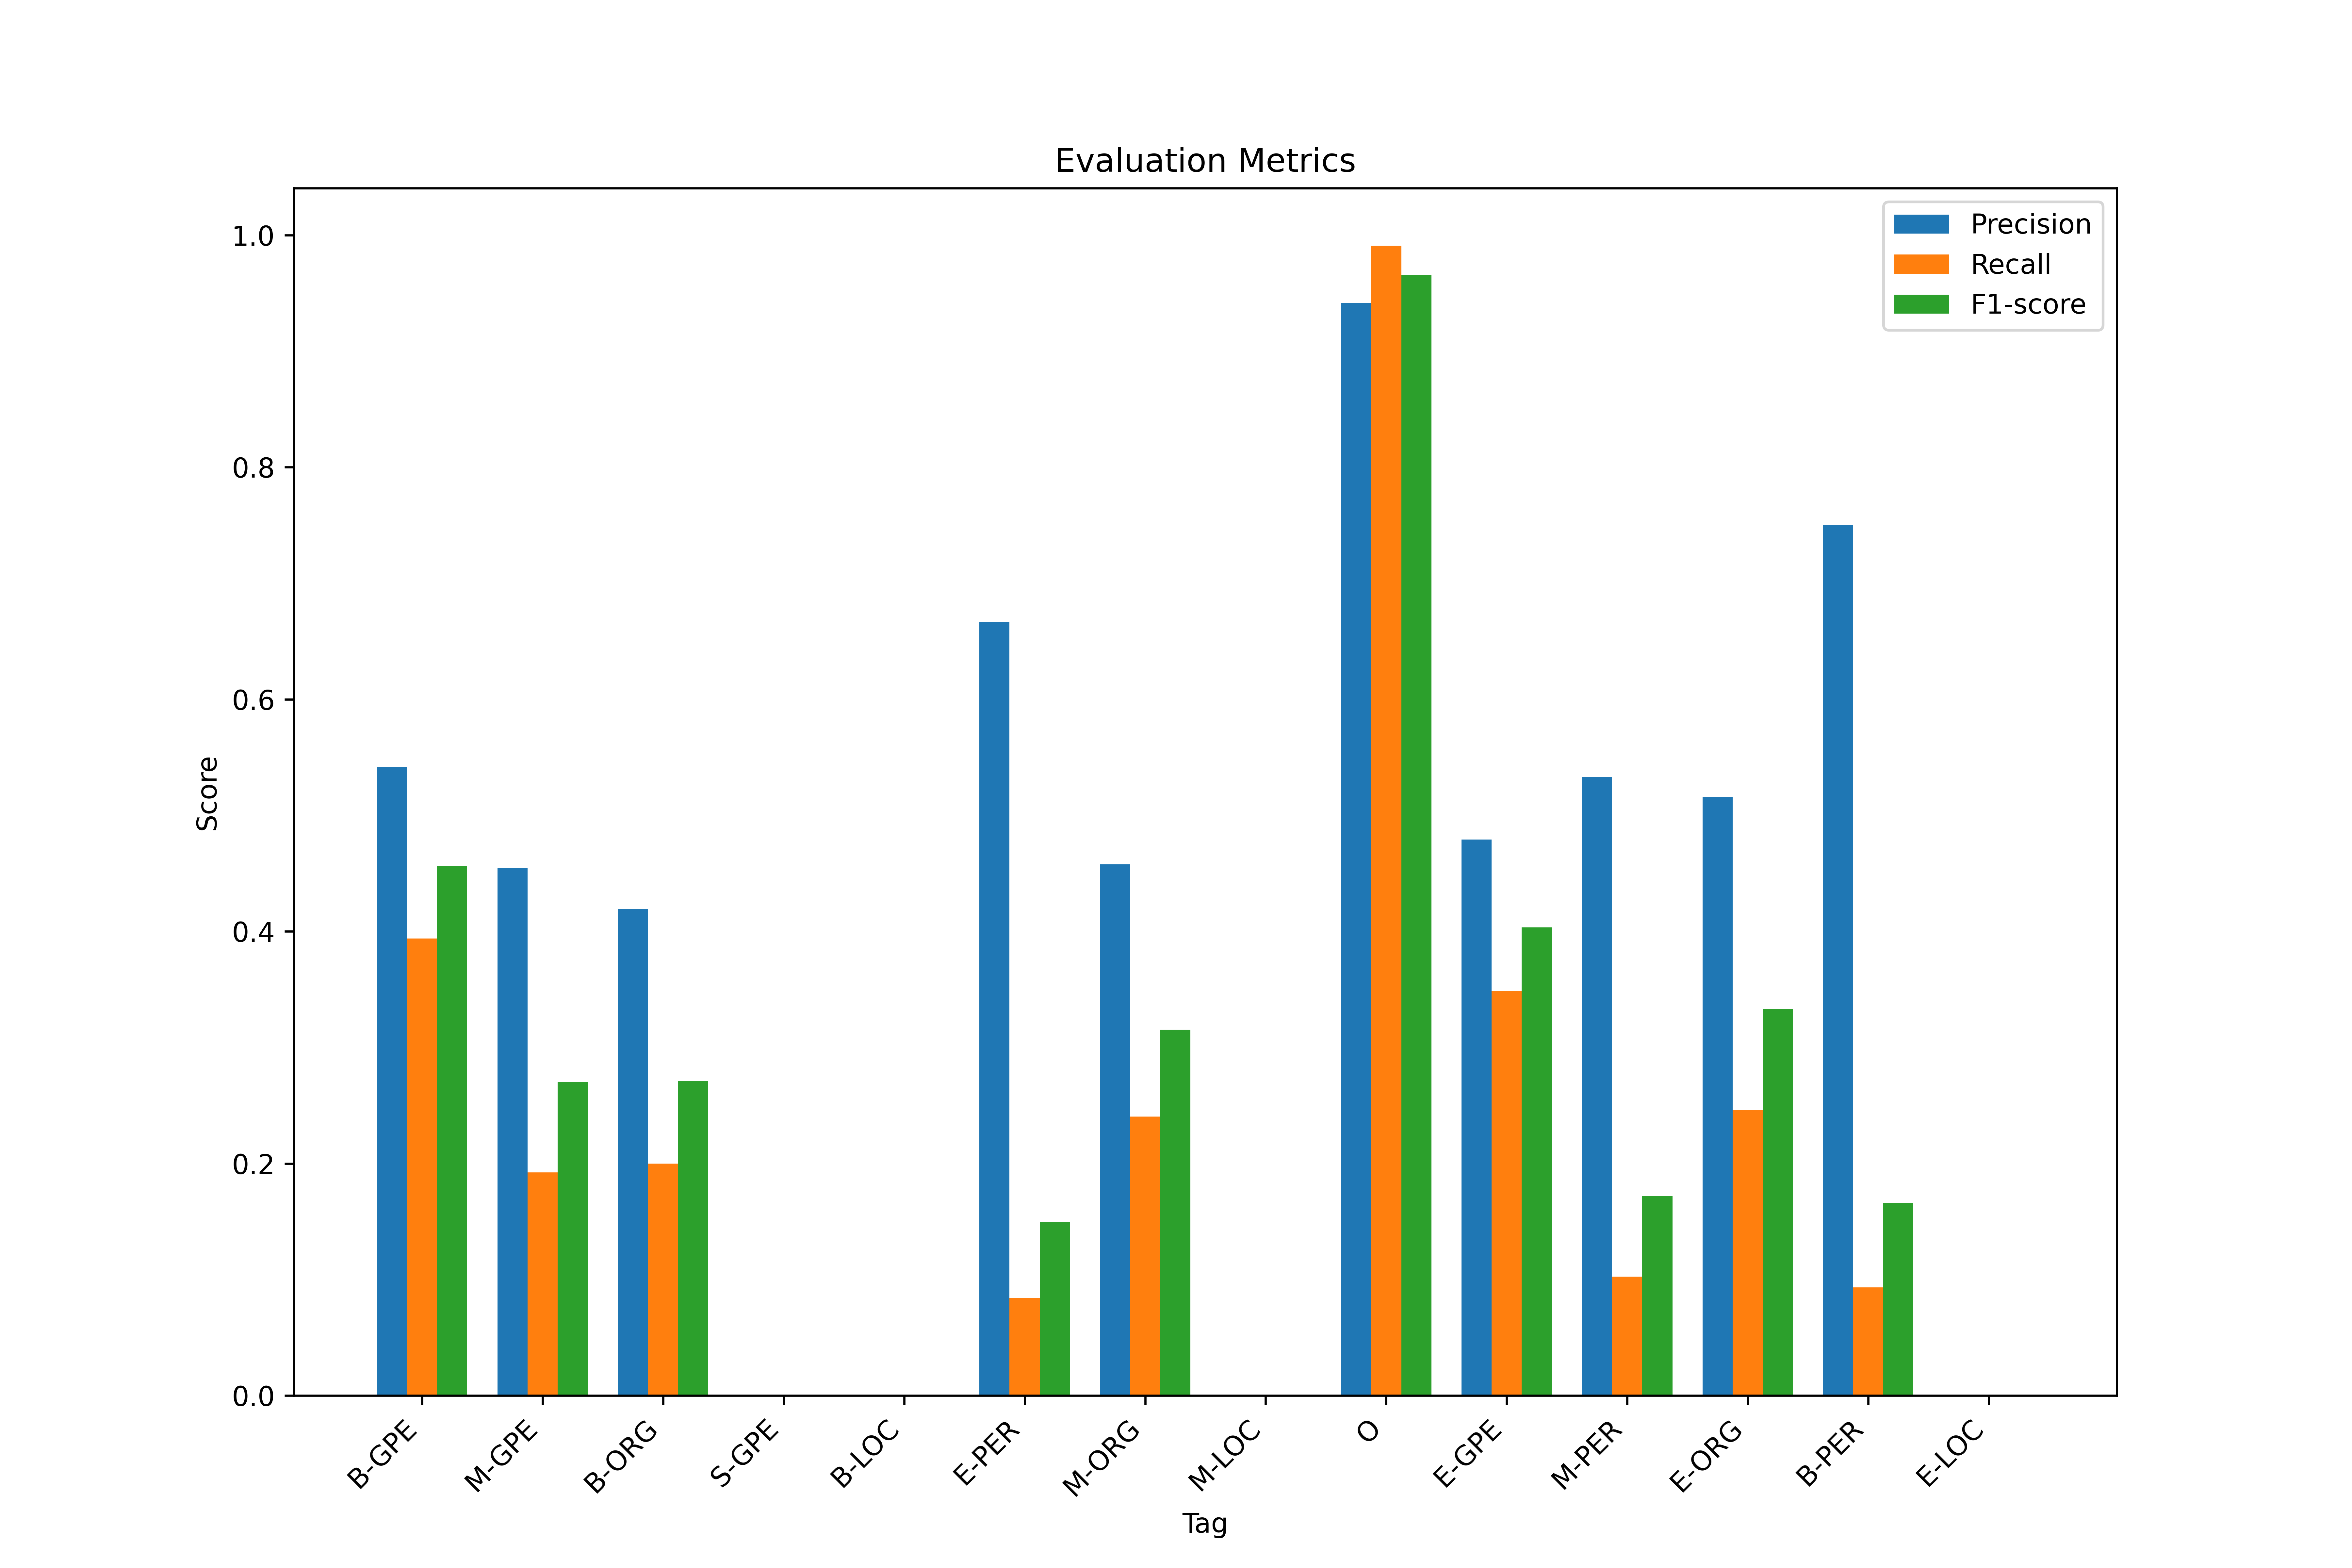 Evaluation Metrics
Precision
Recall
F1-score
1.0
0.8
0.6
0.4
0.2
0.0
Score
B-GPE
M-GPE
B-ORG
S-GPE
B-LOC
E-PER
M-ORG
M-LOC
O
E-GPE
M-PER
E-ORG
B-PER
E-LOC
Tag